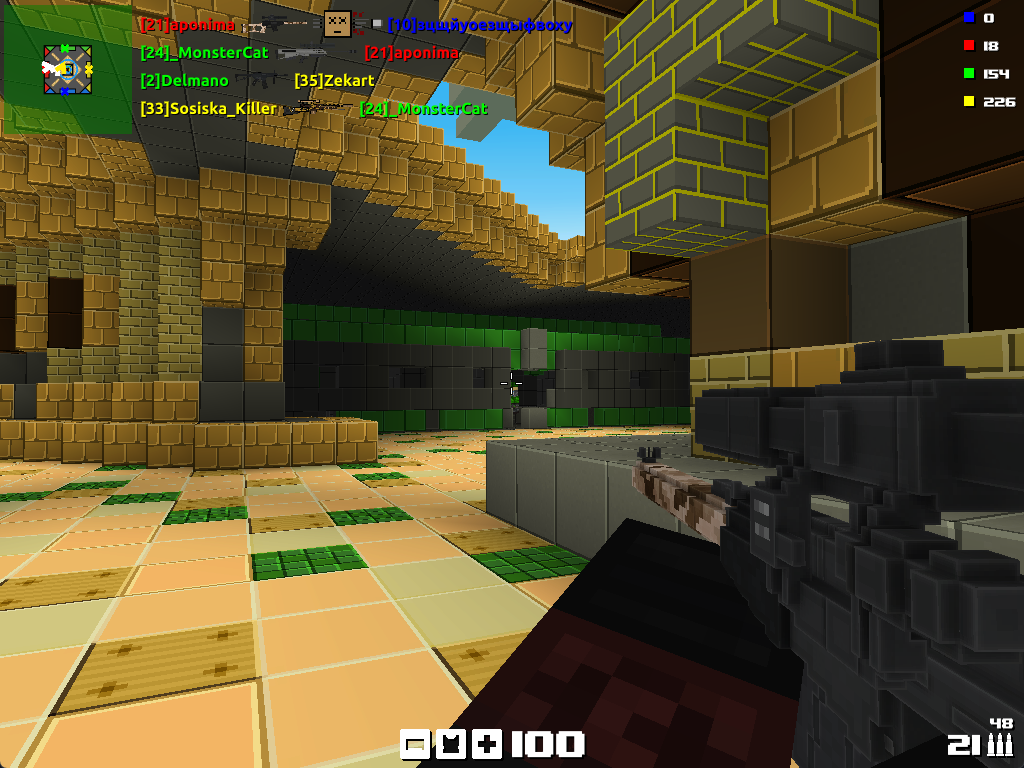 [21]aponima [10]зщщйуоезщыфвоху
[24]_MonsterCat [21]aponima
[2]Delmano [35]Zekart
[33]Sosiska_Killer [24]_MonsterCat
0
18
154
226
100
48
21